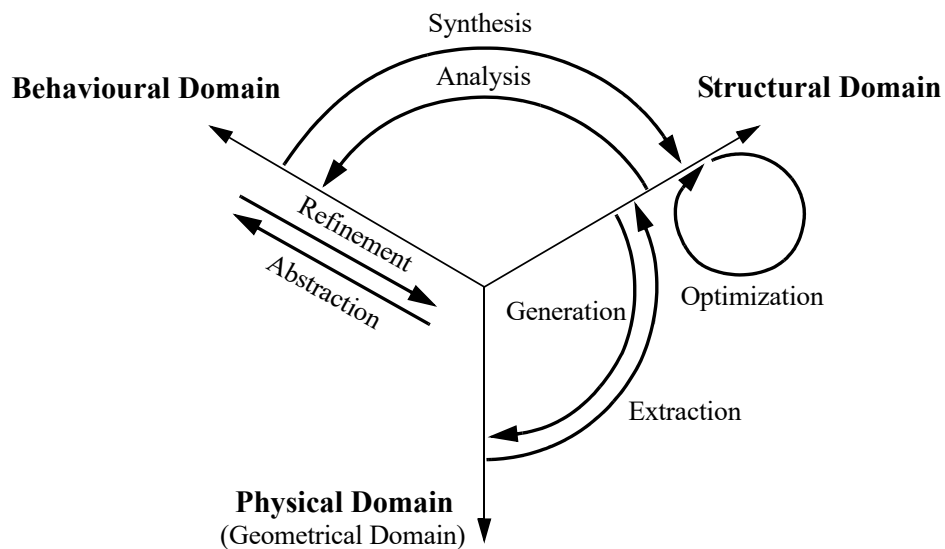 Synthesis
Analysis
Behavioural Domain
Structural Domain
Refinement
Abstraction
Generation
Optimization
Extraction
Physical Domain
(Geometrical Domain)